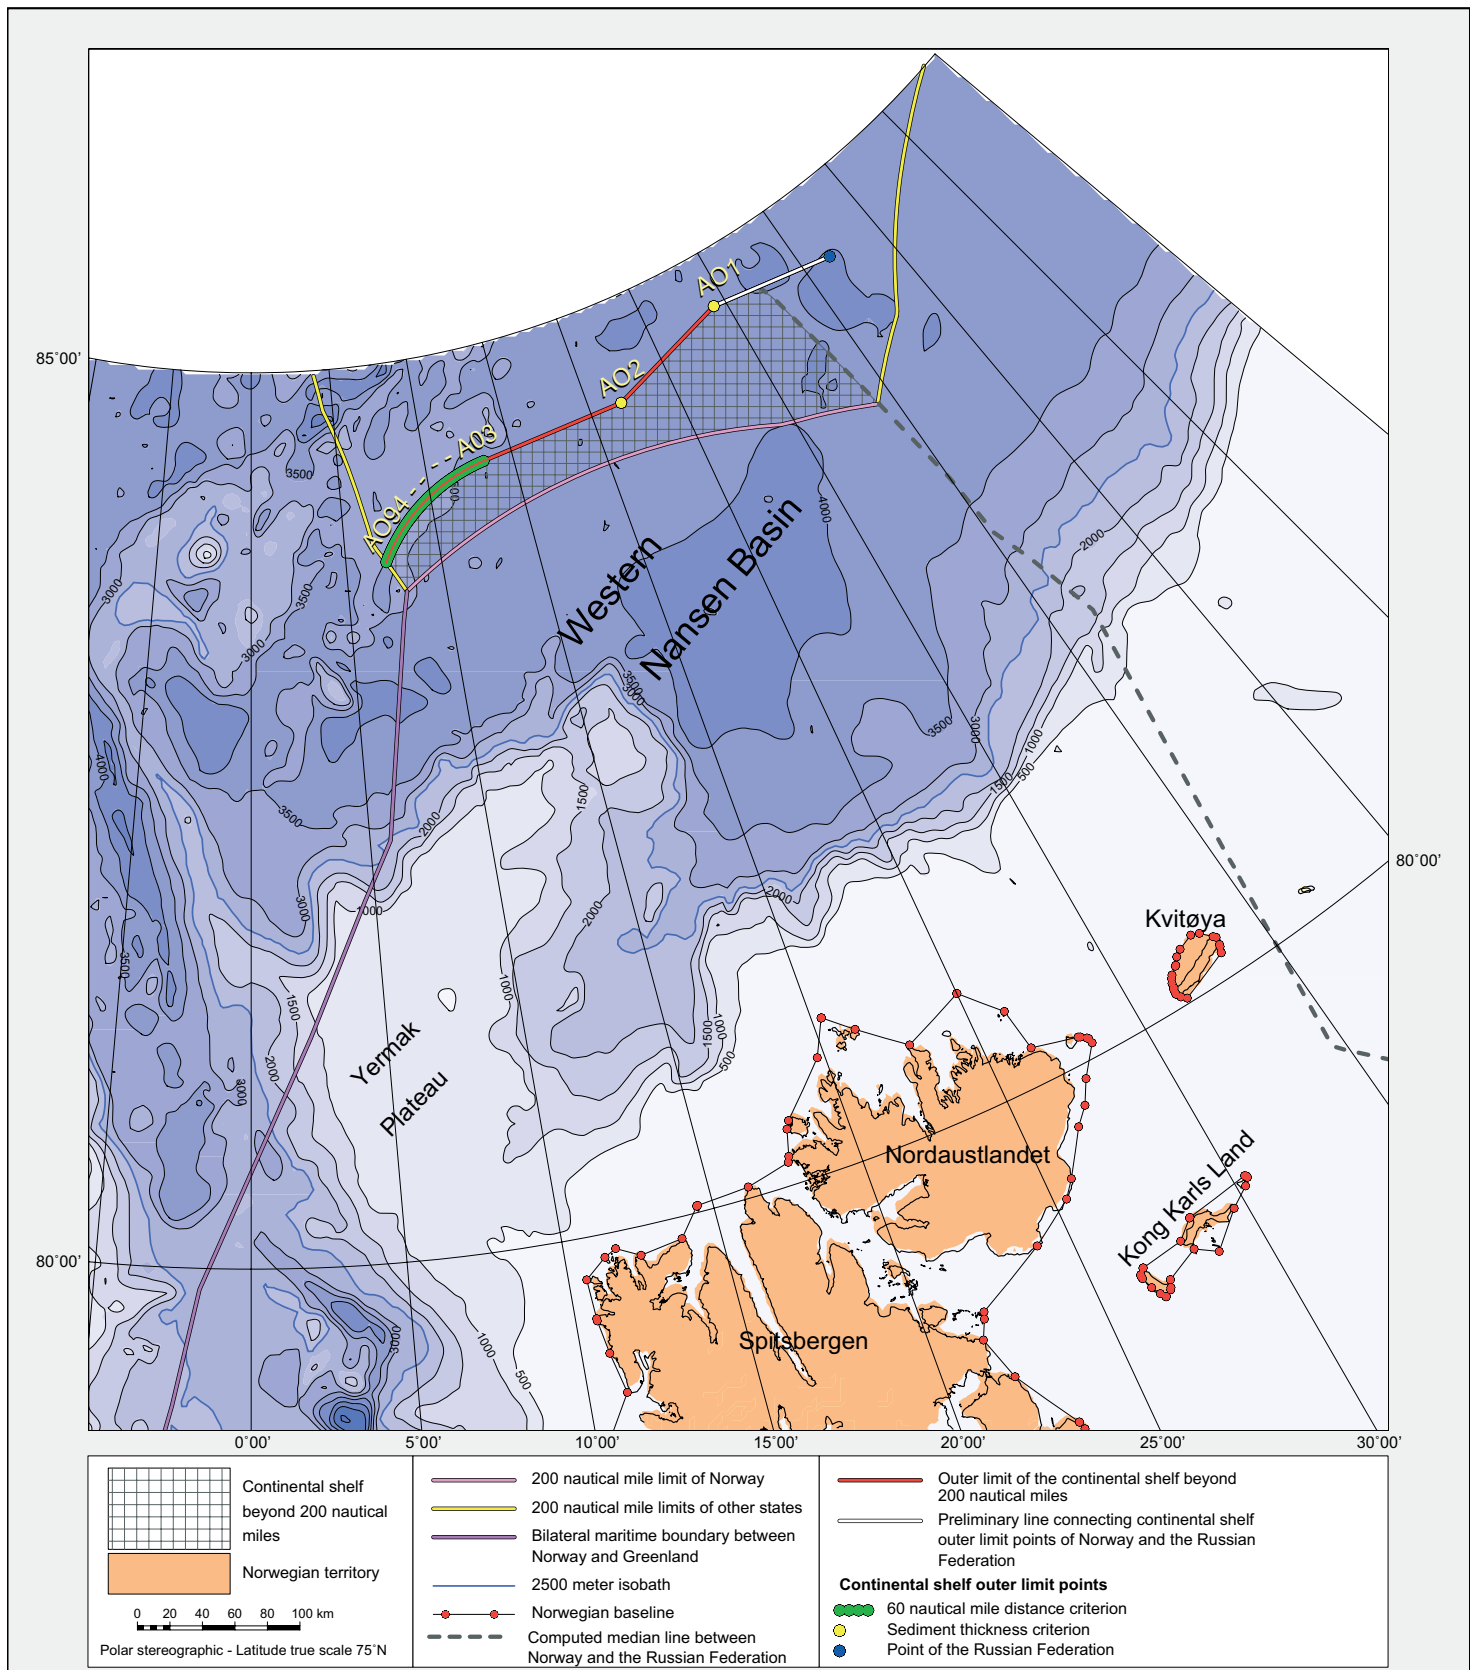 AO1
AO2
AO94 - - - - A03
85°00'
3500
500
4000
Western
Nansen Basin
2000
3000
3500
3000
3500
3000
3500
3000
1000
500
1500
4000
3500
1500
2000
2000
80°00'
3000
1000
2000
Kvitøya
3500
1000
1500
1000
1500
500
Yermak
Plateau
2000
3000
Nordaustlandet
Kong Karls Land
80°00'
Spitsbergen
3000
1000
500
0°00'
5°00'
10°00'
15°00'
20°00'
25°00'
30°00'
Continental shelf
beyond 200 nautical
miles
Norwegian territory
0 20 40 60 80 100 km
Polar stereographic - Latitude true scale 75°N
200 nautical mile limit of Norway
200 nautical mile limits of other states
Bilateral maritime boundary between
Norway and Greenland
2500 meter isobath
Norwegian baseline
Computed median line between
Norway and the Russian Federation
Outer limit of the continental shelf beyond
200 nautical miles
Preliminary line connecting continental shelf
outer limit points of Norway and the Russian
Federation
Continental shelf outer limit points
60 nautical mile distance criterion
Sediment thickness criterion
Point of the Russian Federation